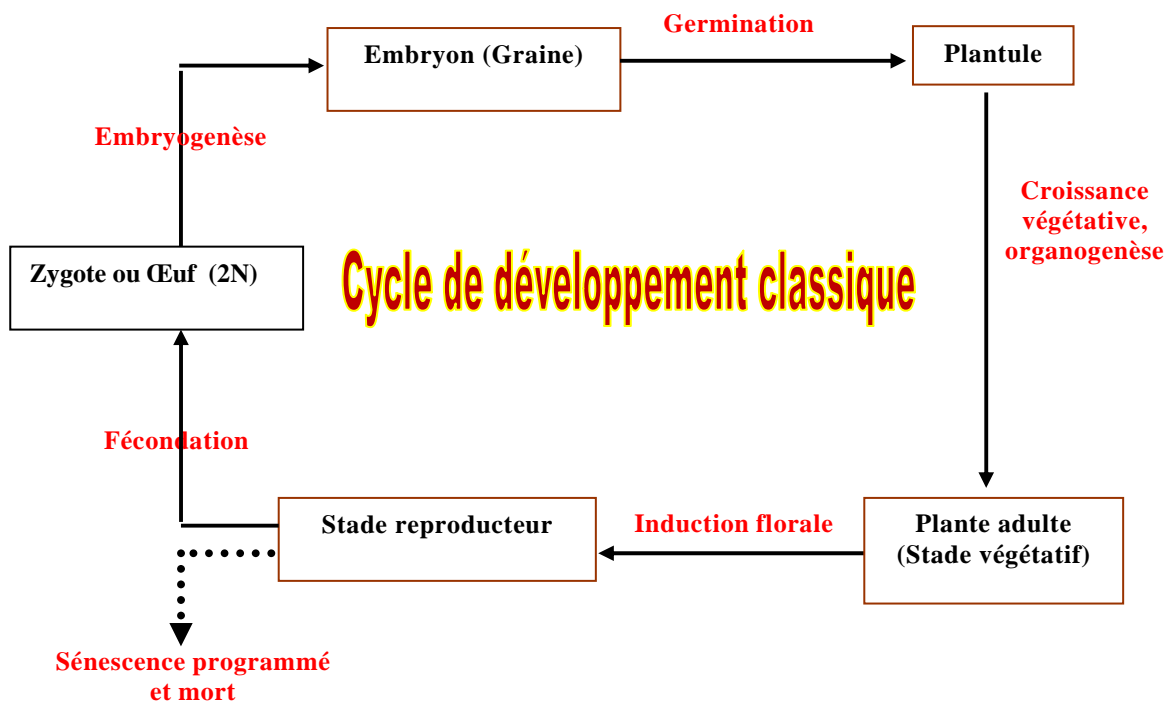 Germination
Embryon (Graine)
Plantule
Embryogenèse
Croissance
végétative,
organogenèse
Zygote ou Œuf (2N)
Cycle de développement classique
Fécondation
Stade reproducteur
Induction florale
Plante adulte
(Stade végétatif)
Sénescence programmé
et mort